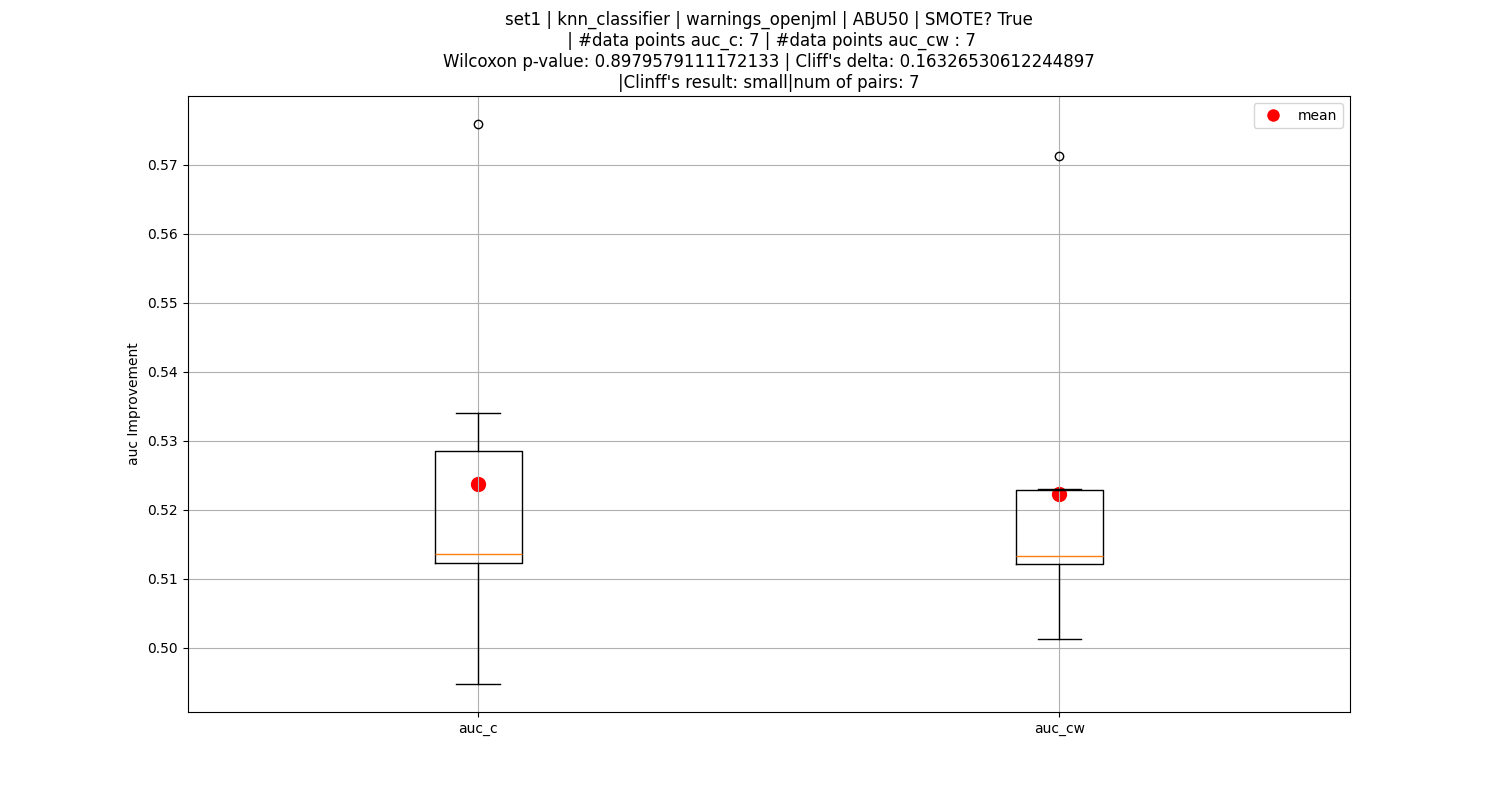 set1 | knn_classifier | warnings_openjml | ABU50 | SMOTE? True
| #data points auc_c: 7 | #data points auc_cw : 7
Wilcoxon p-value: 0.8979579111172133 | Cliff's delta: 0.16326530612244897
|Clinff's result: small|num of pairs: 7
mean
0.57
0.56
0.55
0.54
0.53
0.52
0.51
0.50
auc Improvement
auc_c
auc_cw